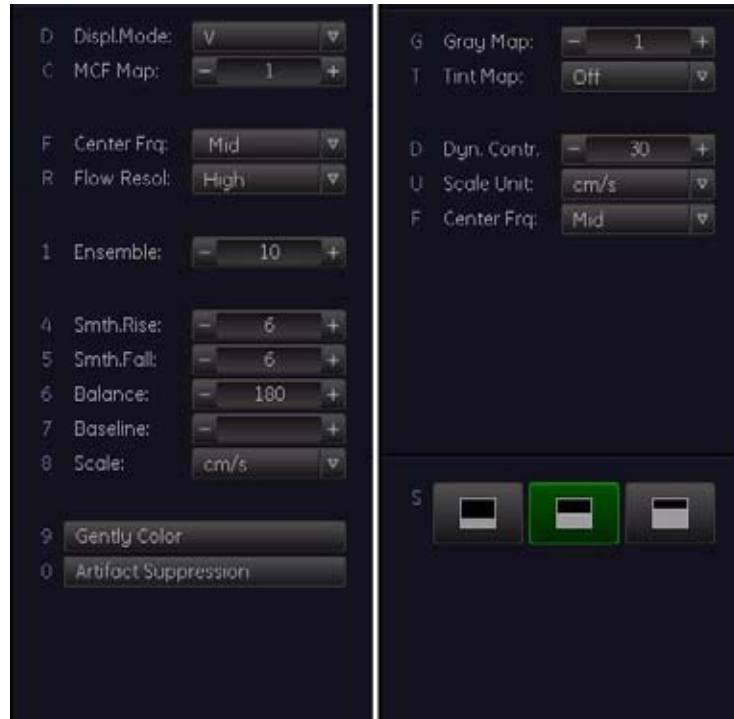 D Displ.Mode: V
C MCF Map: - 1 +
F Center Frq: Mid
R Flow Resol: High
1 Ensemble: - 10 +
4 Smth.Rise: - 6 +
5 Smth.Fall: - 6 +
6 Balance: - 180 +
7 Baseline: - +
8 Scale: cm/s
9 Gently Color
0 Artifact Suppression
G Gray Map: - 1 +
T Tint Map: Off
D Dyn. Contr. - 30 +
U Scale Unit: cm/s
F Center Frq: Mid
S